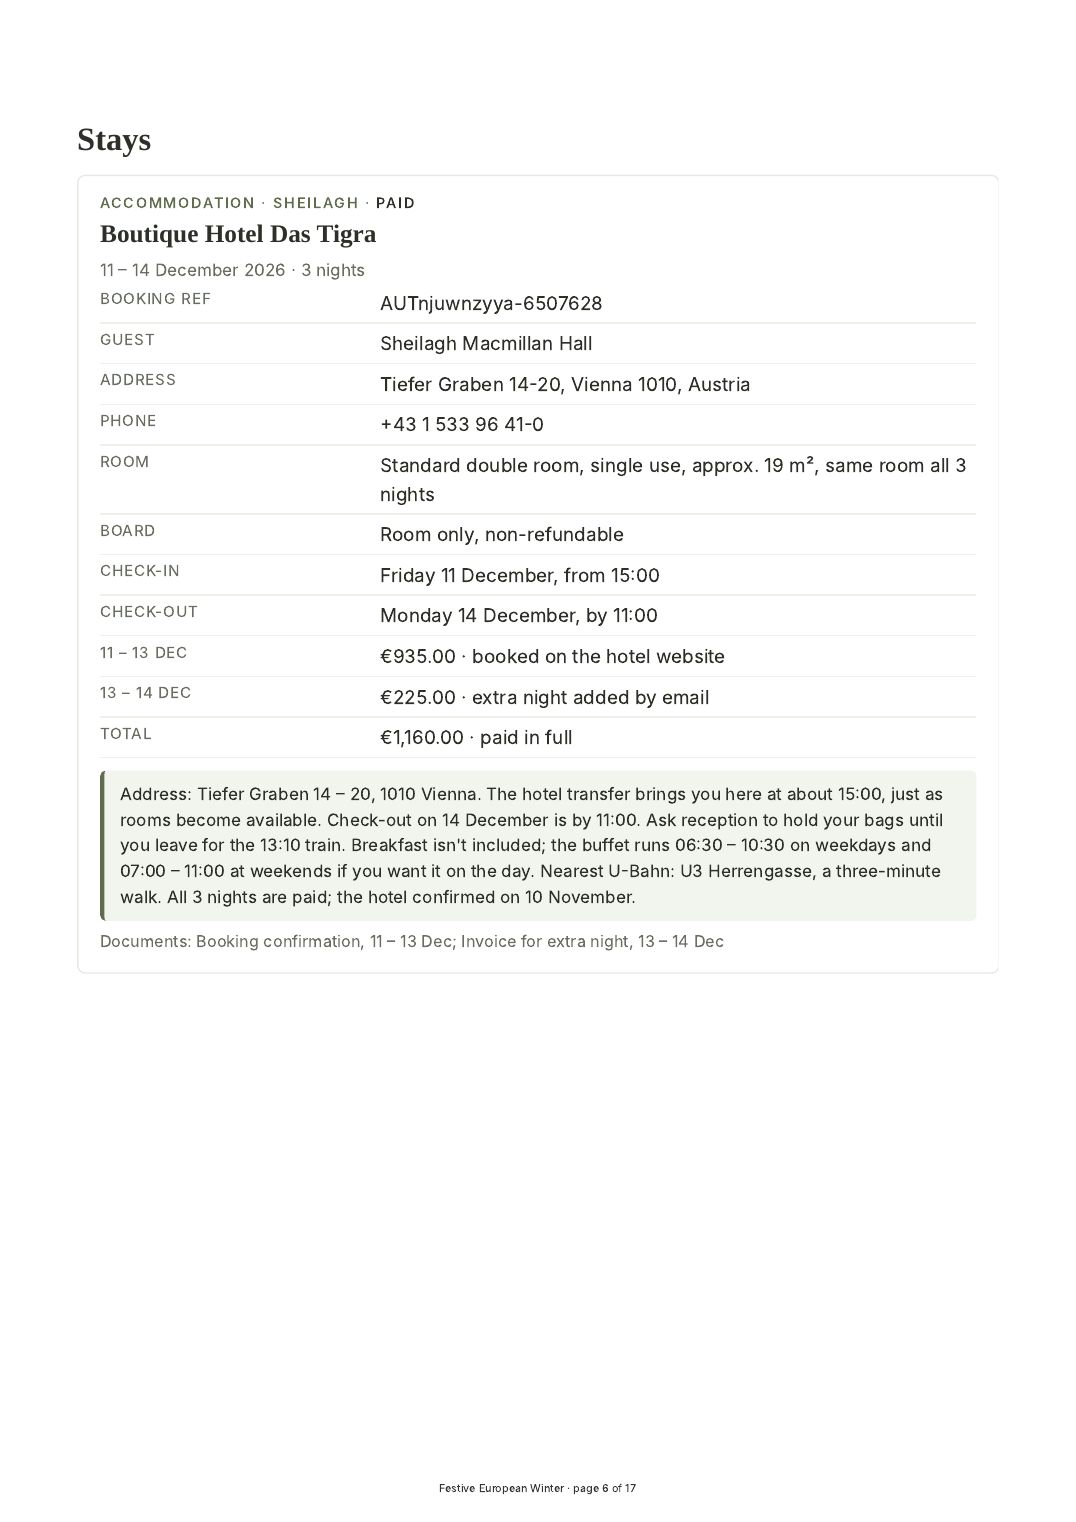 Stays
ACCOMMODATION · SHEILAGH · PAID
Boutique Hotel Das Tigra
11 – 14 December 2026 · 3 nights
BOOKING REF AUTnjuwnzyya-6507628
GUEST Sheilagh Macmillan Hall
ADDRESS Tiefer Graben 14-20, Vienna 1010, Austria
PHONE +43 1 533 96 41-0
ROOM Standard double room, single use, approx. 19 m², same room all 3
nights
BOARD Room only, non-refundable
CHECK-IN Friday 11 December, from 15:00
CHECK-OUT Monday 14 December, by 11:00
11 – 13 DEC €935.00 · booked on the hotel website
13 – 14 DEC €225.00 · extra night added by email
TOTAL €1,160.00 · paid in full
Address: Tiefer Graben 14 – 20, 1010 Vienna. The hotel transfer brings you here at about 15:00, just as
rooms become available. Check-out on 14 December is by 11:00. Ask reception to hold your bags until
you leave for the 13:10 train. Breakfast isn't included; the buffet runs 06:30 – 10:30 on weekdays and
07:00 – 11:00 at weekends if you want it on the day. Nearest U-Bahn: U3 Herrengasse, a three-minute
walk. All 3 nights are paid; the hotel confirmed on 10 November.
Documents: Booking confirmation, 11 – 13 Dec; Invoice for extra night, 13 – 14 Dec
Festive European Winter · page 6 of 17